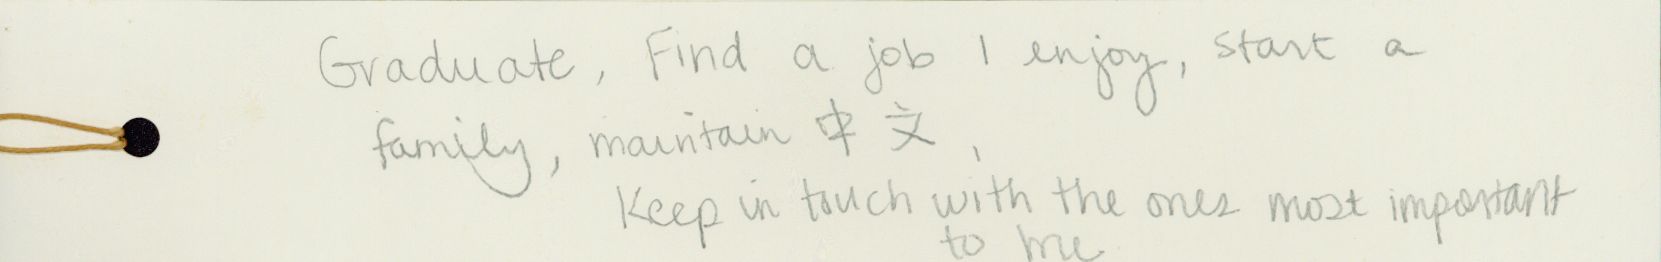 Graduate, Find a job I enjoy, start a
family, maintain 中文,
Keep in touch with the ones most important
to me